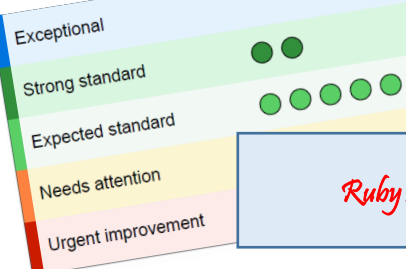 Exceptional
Strong standard
Expected standard
Needs attention
Urgent improvement
Ruby